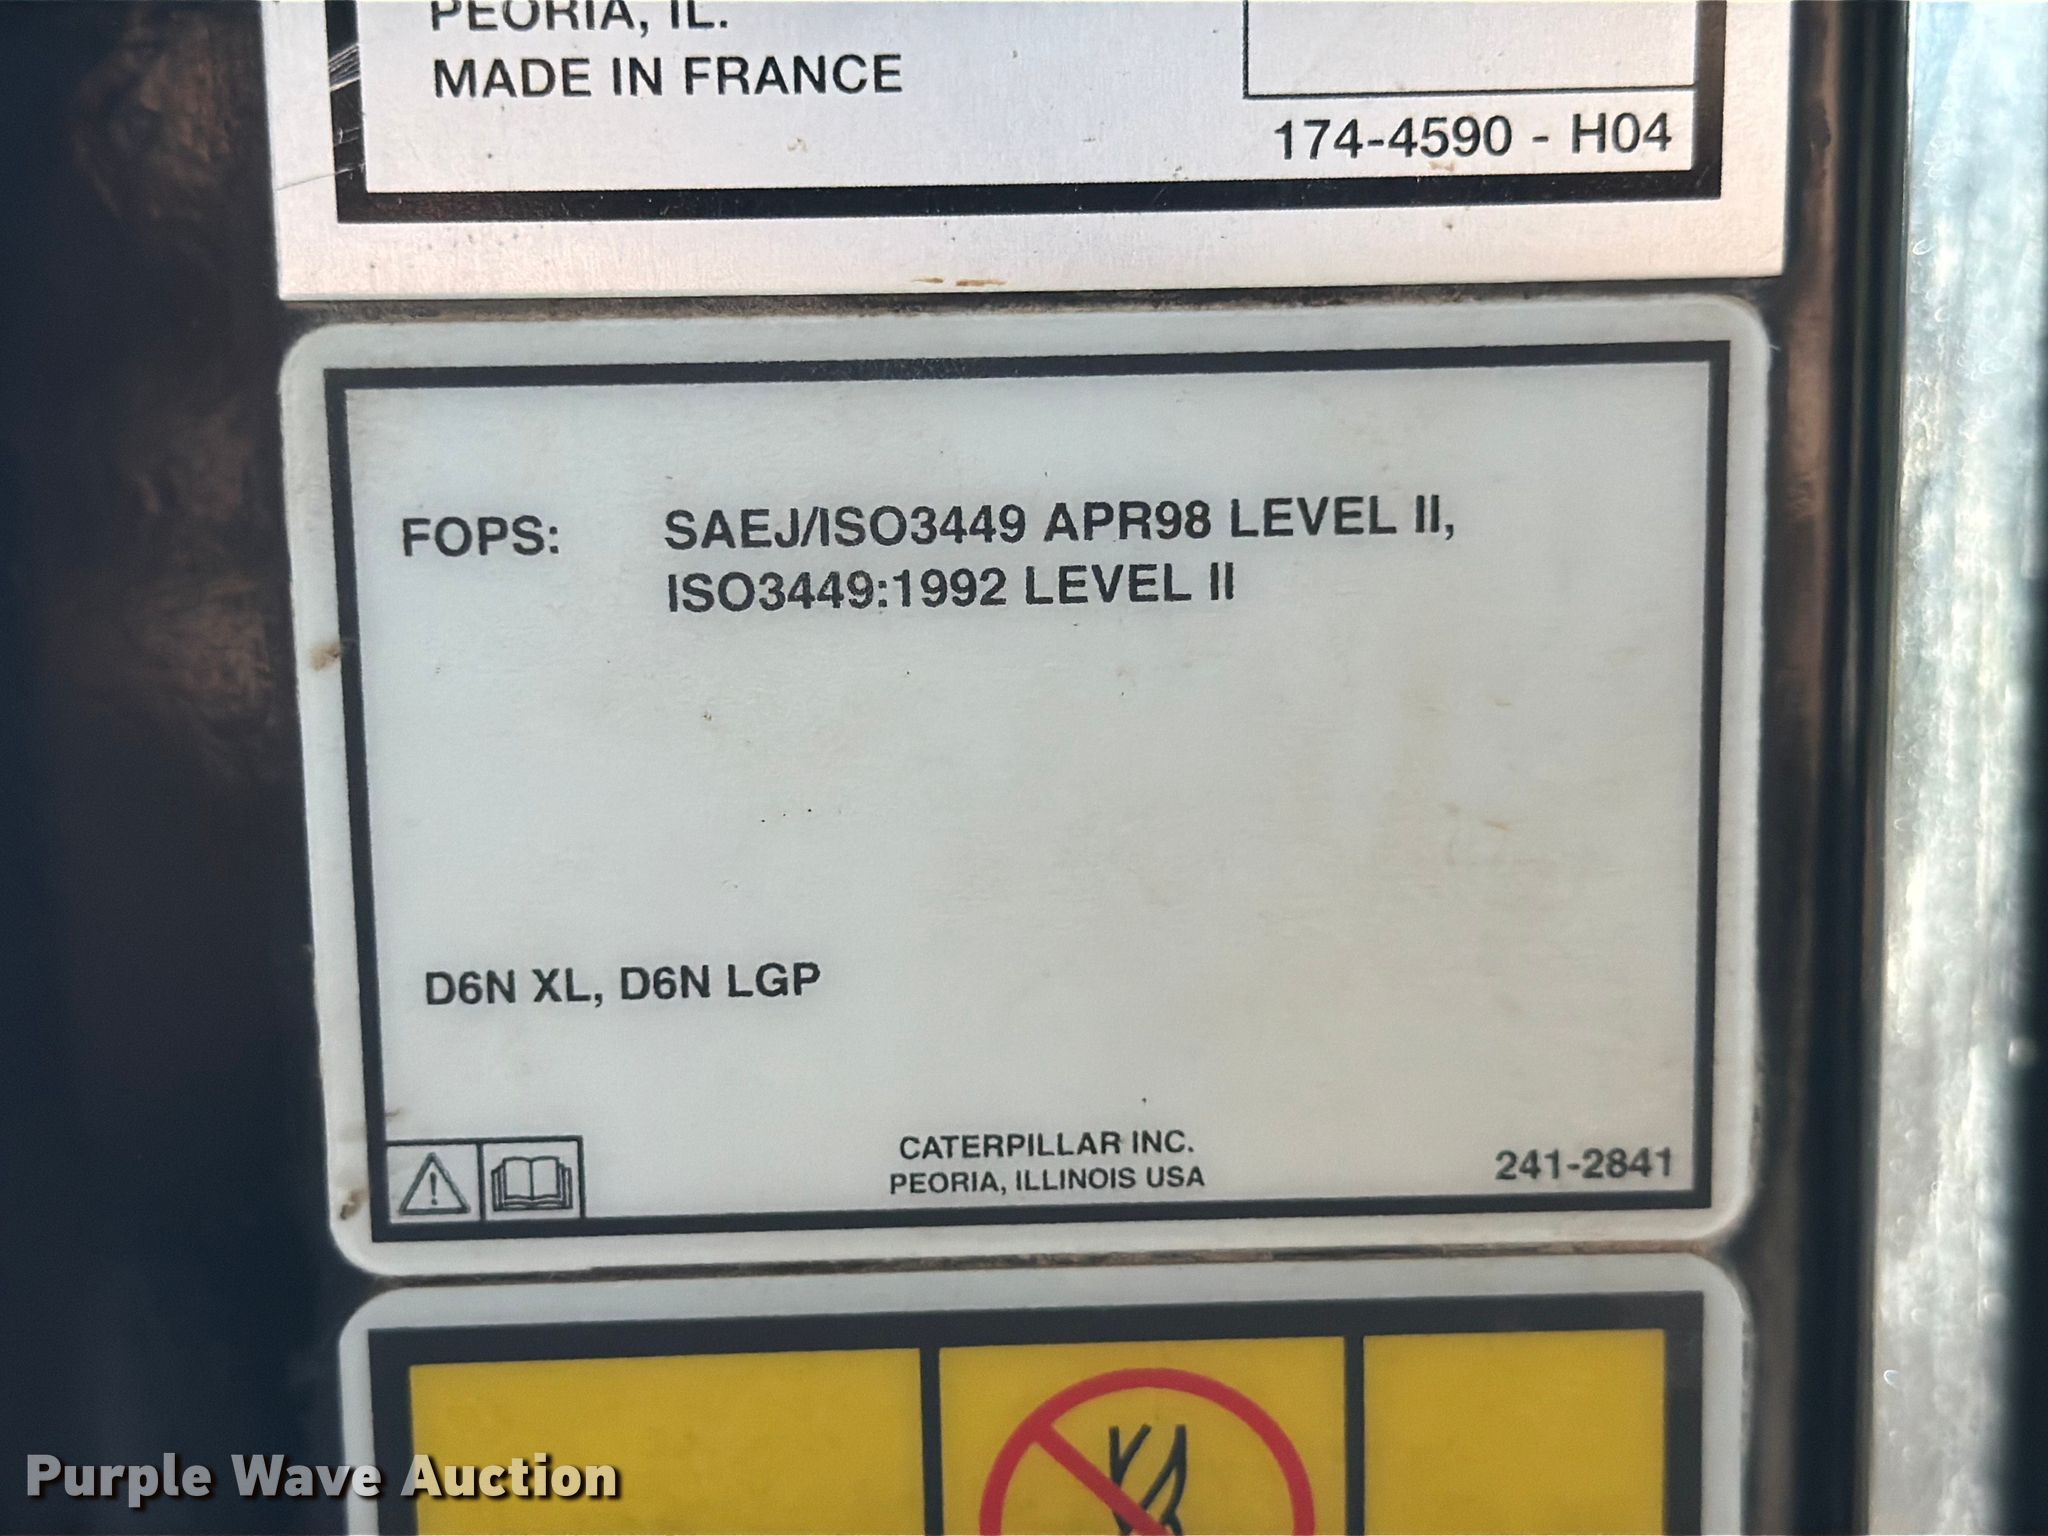 PEORIA, IL.
MADE IN FRANCE
174-4590 - H04
FOPS: SAEJ/ISO3449 APR98 LEVEL II,
ISO3449:1992 LEVEL II
D6N XL, D6N LGP
CATERPILLAR INC.
PEORIA, ILLINOIS USA
241-2841
Purple Wave Auction